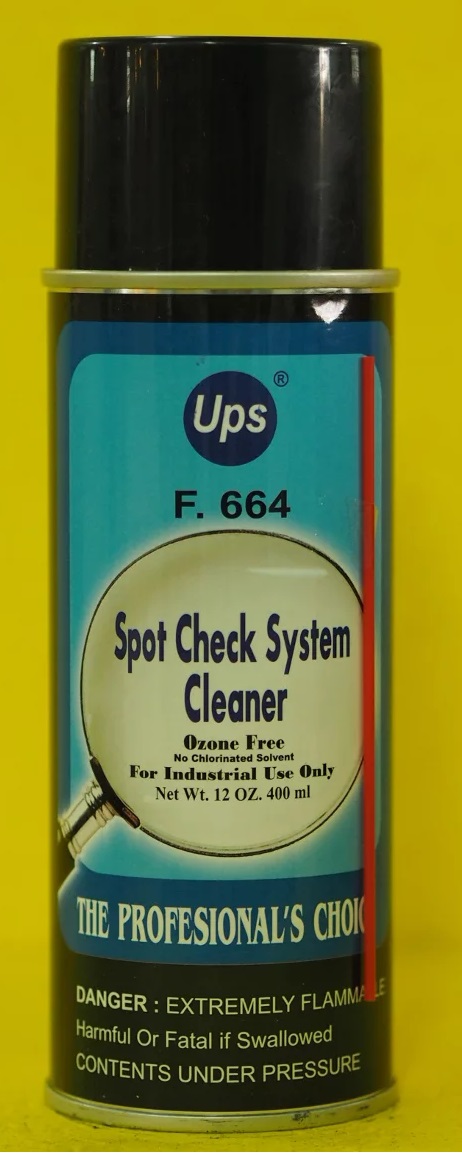 Ups ®
F. 664
Spot Check System
Cleaner
Ozone Free
No Chlorinated Solvent
For Industrial Use Only
Net Wt. 12 OZ. 400 ml
THE PROFESIONAL'S CHOIC
DANGER : EXTREMELY FLAMMABLE
Harmful Or Fatal if Swallowed
CONTENTS UNDER PRESSURE